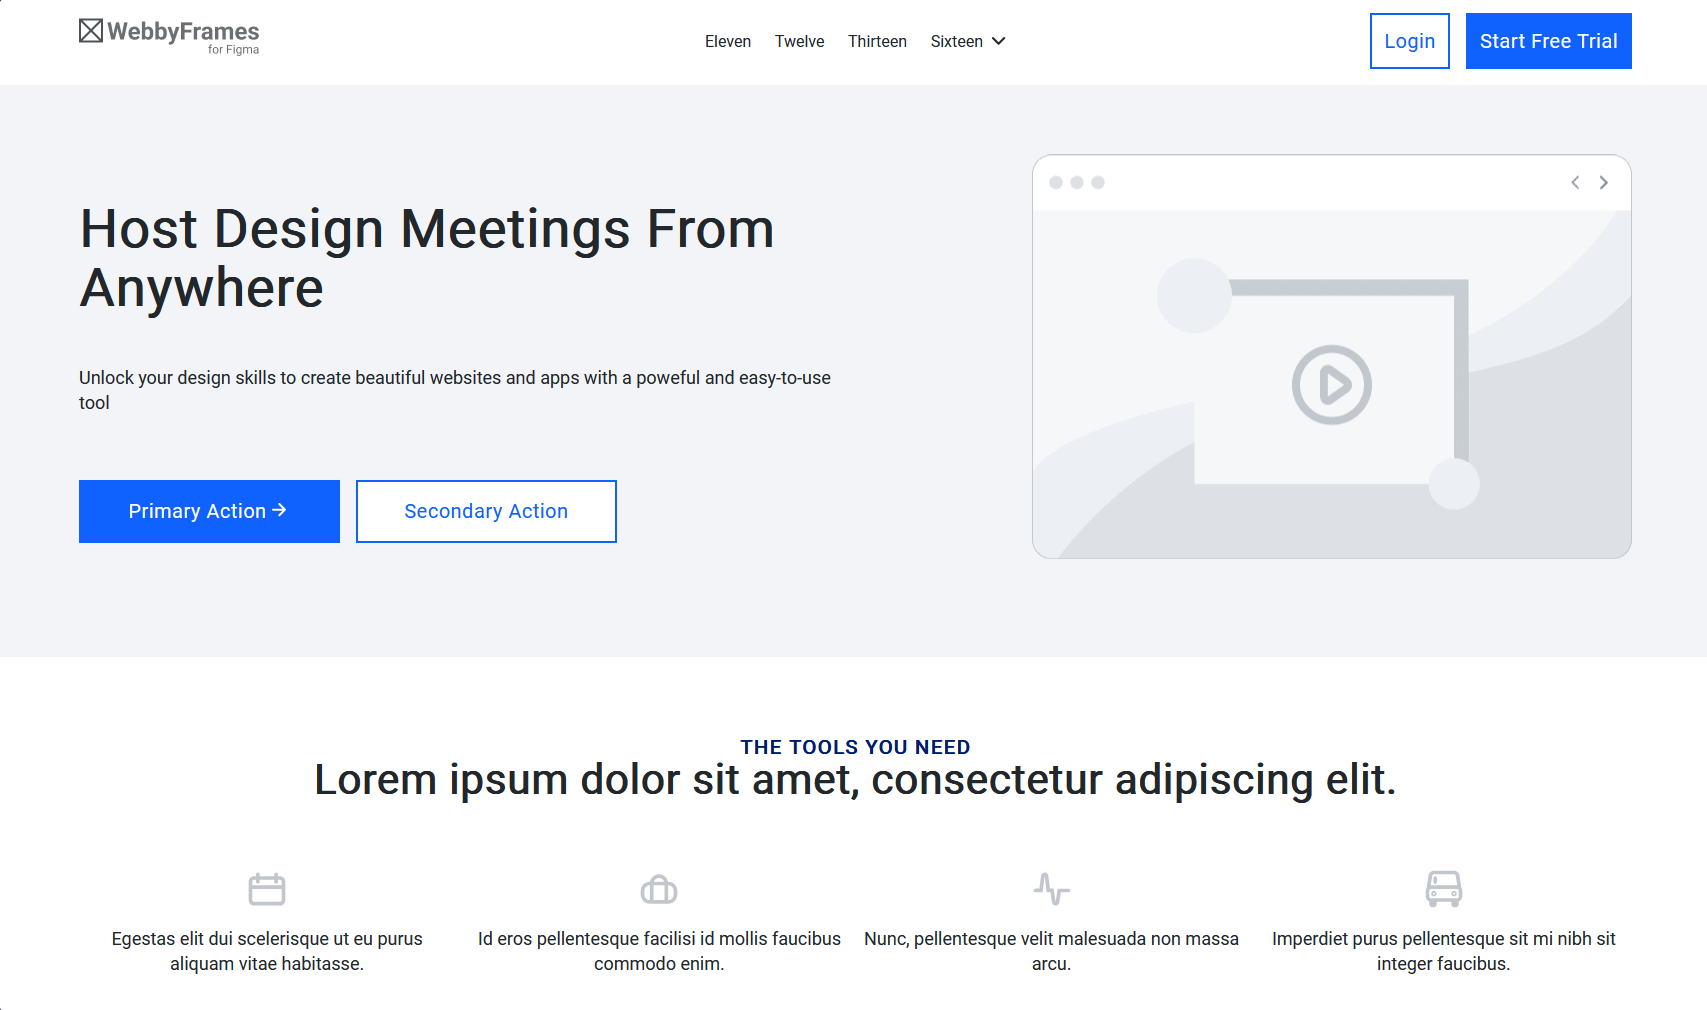 WebbyFrames
for Figma
Eleven Twelve Thirteen Sixteen
Login Start Free Trial
Host Design Meetings From
Anywhere
Unlock your design skills to create beautiful websites and apps with a poweful and easy-to-use
tool
Primary Action
Secondary Action
THE TOOLS YOU NEED
Lorem ipsum dolor sit amet, consectetur adipiscing elit.
Egestas elit dui scelerisque ut eu purus
aliquam vitae habitasse.
Id eros pellentesque facilisi id mollis faucibus
commodo enim.
Nunc, pellentesque velit malesuada non massa
arcu.
Imperdiet purus pellentesque sit mi nibh sit
integer faucibus.